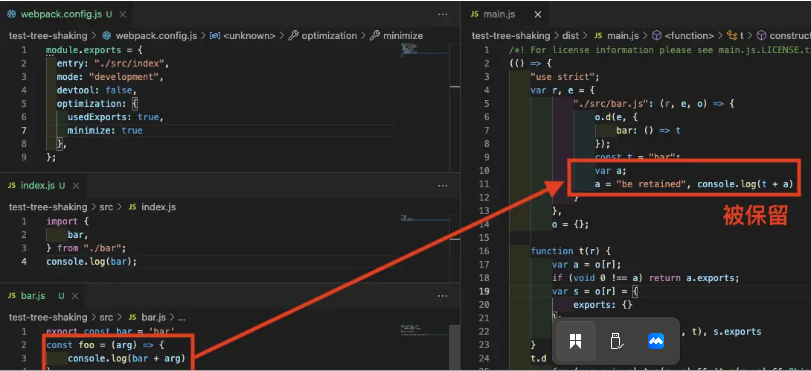 webpack.config.js U
test-tree-shaking > webpack.config.js > <unknown> > optimization > minimize
1 module.exports = {
2 entry: "./src/index",
3 mode: "development",
4 devtool: false,
5 optimization: {
6 usedExports: true,
7 minimize: true
8 },
9 };
JS index.js U
test-tree-shaking > src > JS index.js
1 import {
2 bar,
3 } from "./bar";
4 console.log(bar);
JS bar.js U
test-tree-shaking > src > JS bar.js > ...
1 export const bar = 'bar'
2 const foo = (arg) => {
3 console.log(bar + arg)
JS main.js
test-tree-shaking > dist > JS main.js > <function> > t > construct
1 /*! For license information please see main.js.LICENSE.t
2 (() => {
3 "use strict";
4 var r, e = {
5 "./src/bar.js": (r, e, o) => {
6 o.d(e, {
7 bar: () => t
8 });
9 const t = "bar";
10 var a;
11 a = "be retained", console.log(t + a)
12 }
13 },
14 o = {};
15
被保留
16 function t(r) {
17 var a = o[r];
18 if (void 0 !== a) return a.exports;
19 var s = o[r] = {
20 exports: {}
21 };
22 , t), s.exports
23 }
24 t.d